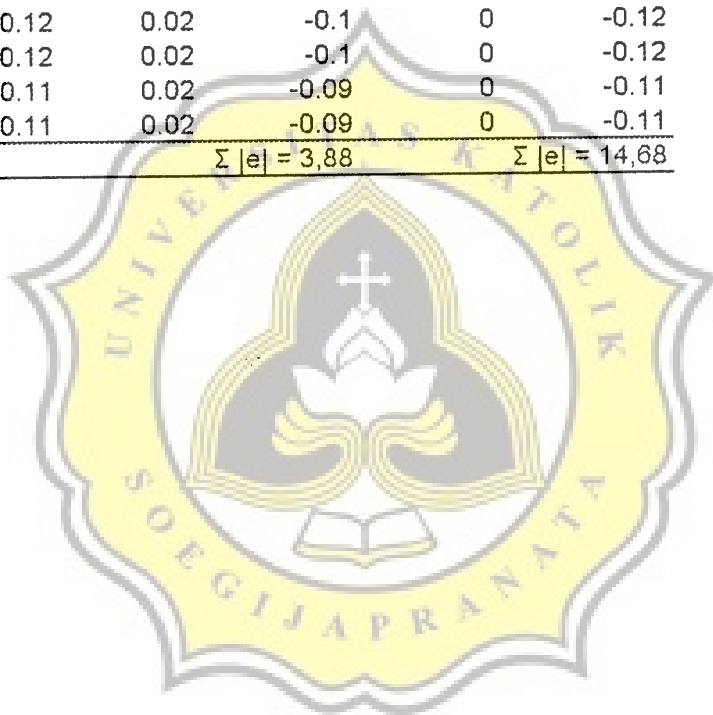 0.12 0.02 -0.1 0 -0.12
0.12 0.02 -0.1 0 -0.12
0.11 0.02 -0.09 0 -0.11
0.11 0.02 -0.09 0 -0.11
Σ |e| = 3,88 Σ |e| = 14,68
UNIVERSITAS KATOLIK
SOEGIJAPRANATA